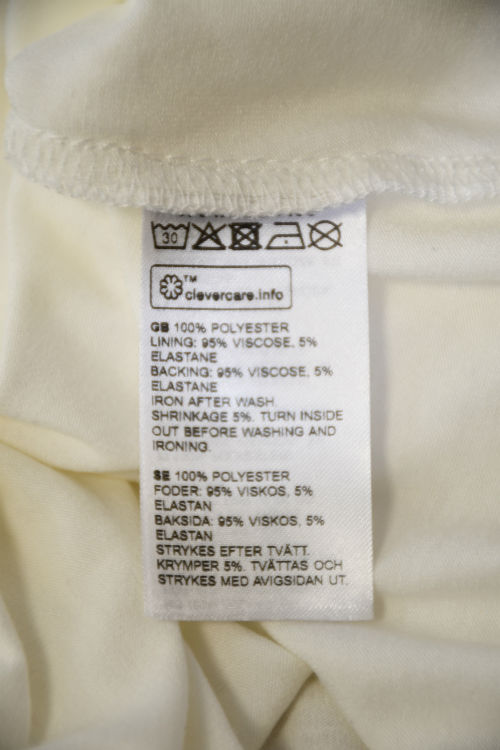 30
™
clevercare.info
GB 100% POLYESTER
LINING: 95% VISCOSE, 5%
ELASTANE
BACKING: 95% VISCOSE, 5%
ELASTANE
IRON AFTER WASH.
SHRINKAGE 5%. TURN INSIDE
OUT BEFORE WASHING AND
IRONING.
SE 100% POLYESTER
FODER: 95% VISKOS, 5%
ELASTAN
BAKSIDA: 95% VISKOS, 5%
ELASTAN
STRYKES EFTER TVÄTT.
KRYMPER 5%. TVÄTTAS OCH
STRYKES MED AVIGSIDAN UT.